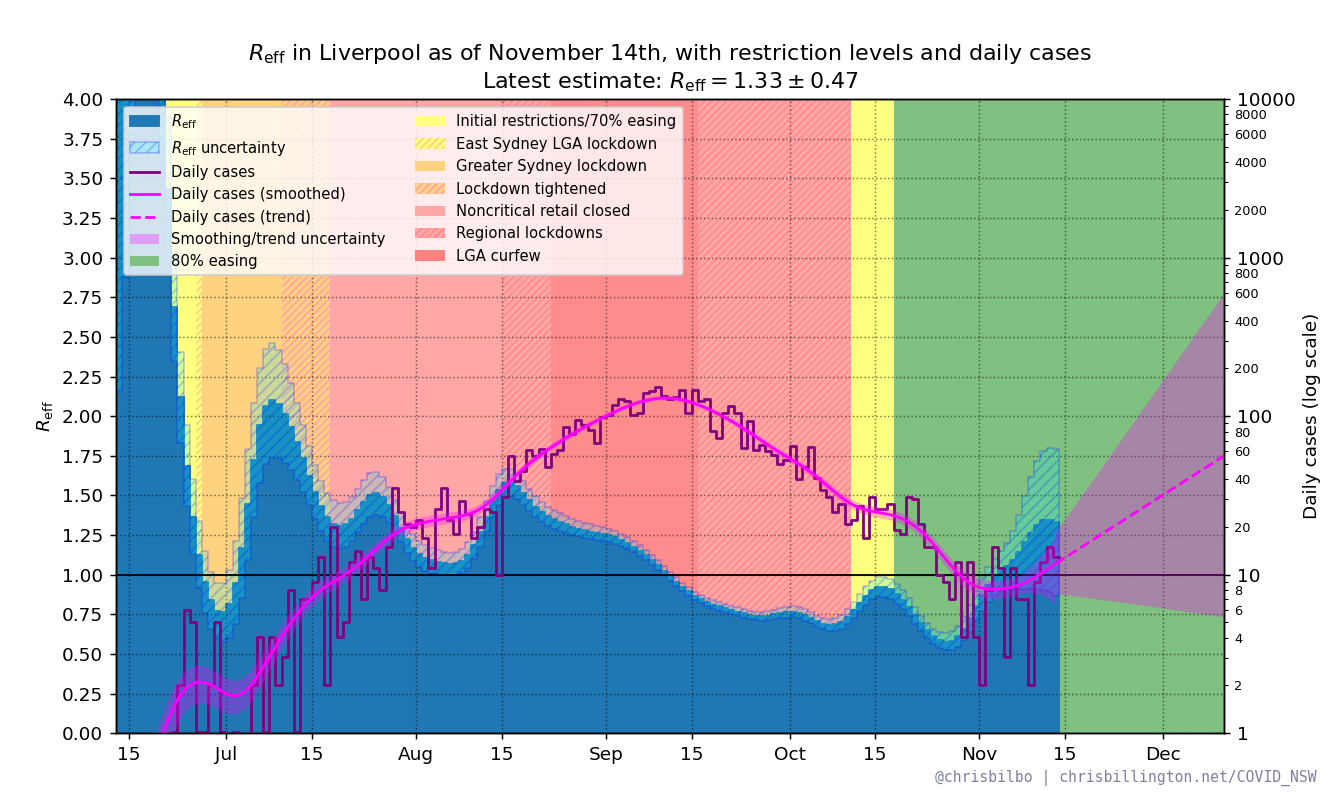 R_eff in Liverpool as of November 14th, with restriction levels and daily cases
Latest estimate: R_eff = 1.33 ± 0.47
R_eff
R_eff uncertainty
Daily cases
Daily cases (smoothed)
Daily cases (trend)
Smoothing/trend uncertainty
80% easing
Initial restrictions/70% easing
East Sydney LGA lockdown
Greater Sydney lockdown
Lockdown tightened
Noncritical retail closed
Regional lockdowns
LGA curfew
R_eff
4.00
3.75
3.50
3.25
3.00
2.75
2.50
2.25
2.00
1.75
1.50
1.25
1.00
0.75
0.50
0.25
0.00
10000
8000
6000
4000
2000
1000
800
600
400
200
100
80
60
40
20
10
8
6
4
2
1
Daily cases (log scale)
15 Jul 15 Aug 15 Sep 15 Oct 15 Nov 15 Dec
@chrisbilbo | chrisbillington.net/COVID_NSW